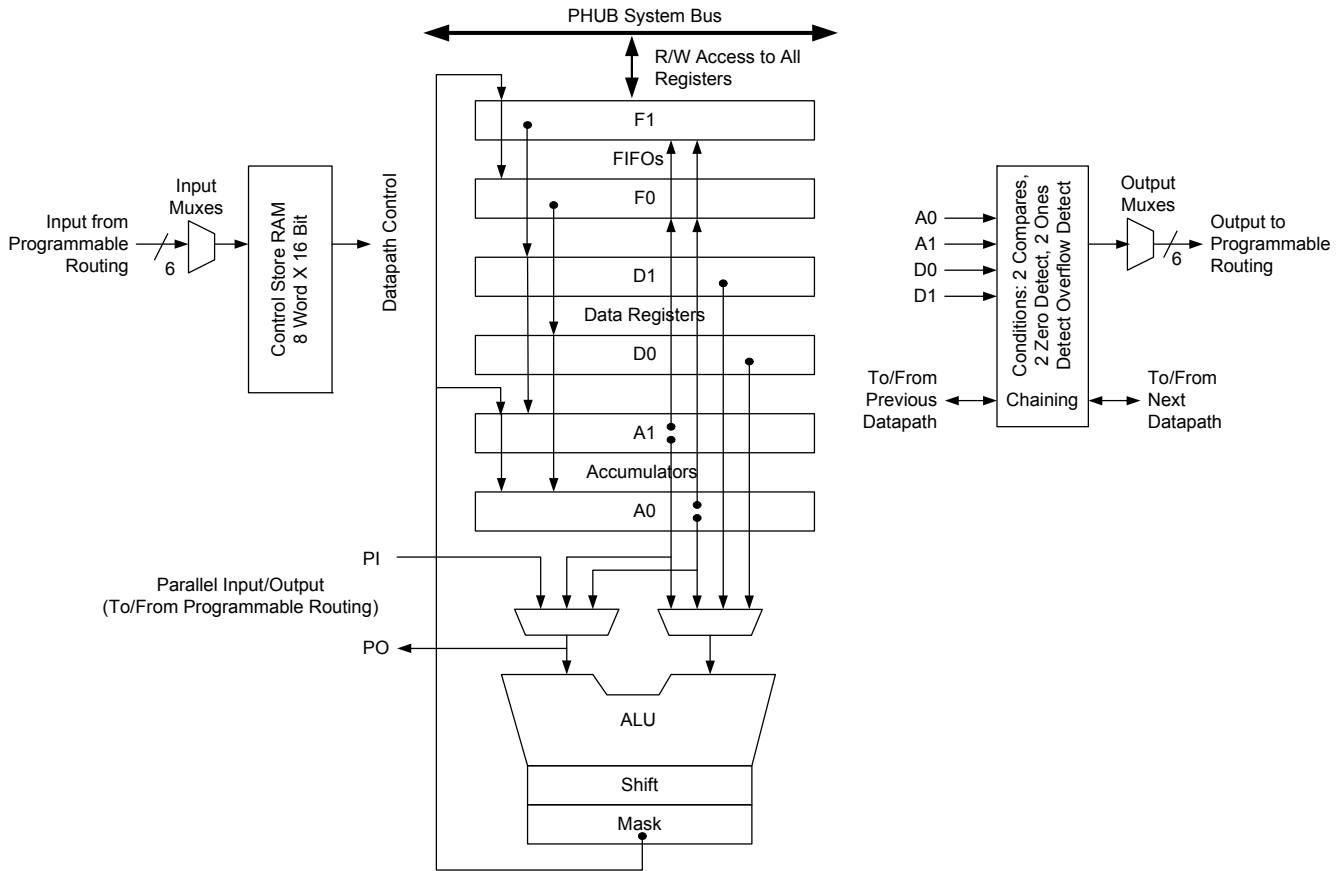 PHUB System Bus
R/W Access to All
Registers
F1
FIFOs
F0
D1
Data Registers
D0
A1
Accumulators
A0
Input from
Programmable
Routing
6
Input
Muxes
Control Store RAM
8 Word X 16 Bit
Datapath Control
A0
A1
D0
D1
Conditions: 2 Compares,
2 Zero Detect, 2 Ones
Detect Overflow Detect
Output
Muxes
6
Output to
Programmable
Routing
To/From
Previous
Datapath
Chaining
To/From
Next
Datapath
PI
Parallel Input/Output
(To/From Programmable Routing)
PO
ALU
Shift
Mask